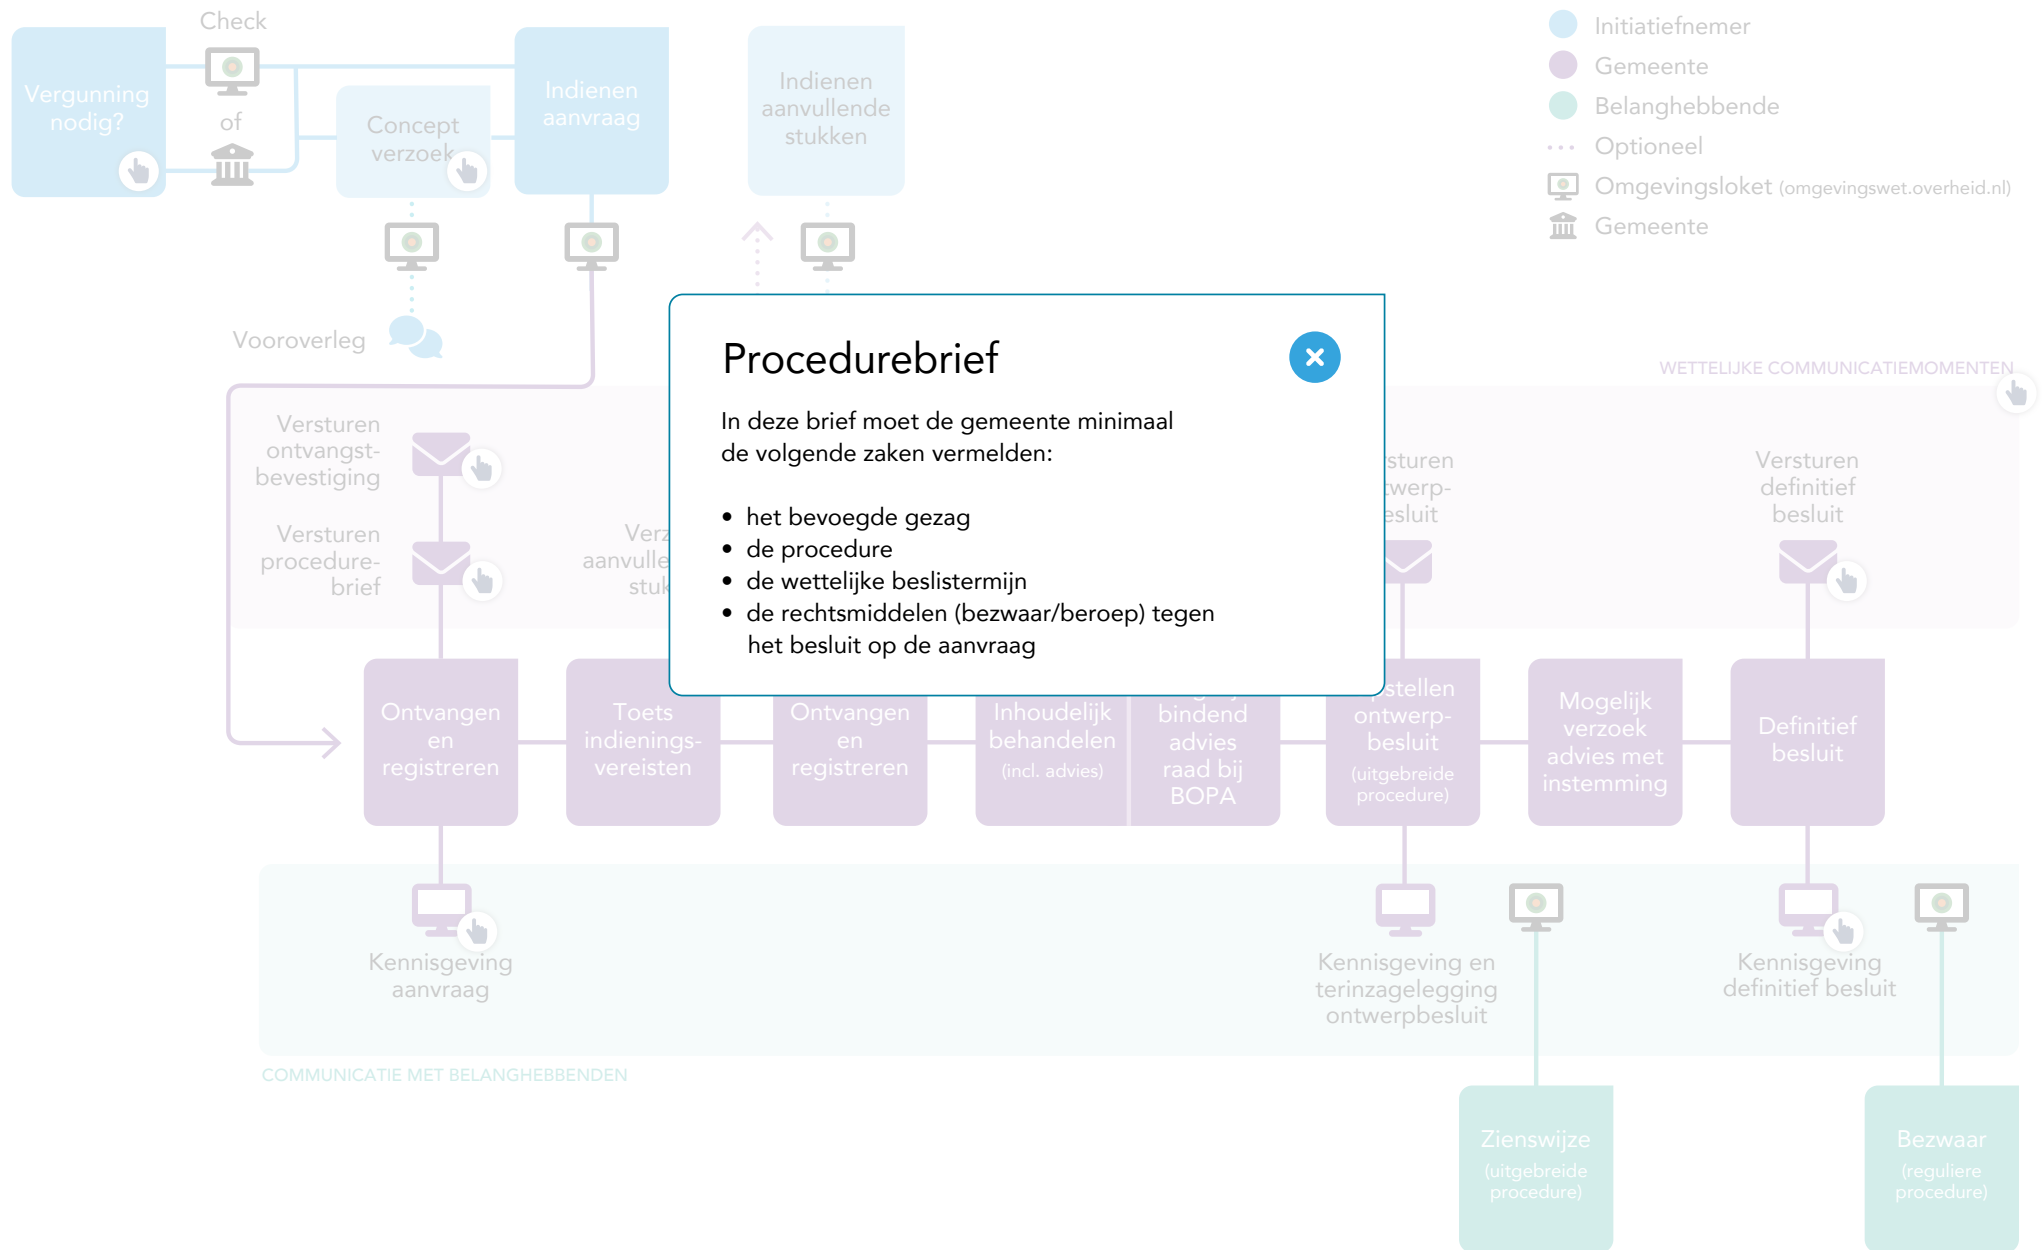 Check
Vergunning
nodig?
of
Concept
verzoek
Indienen
aanvraag
Indienen
aanvullende
stukken
Initiatiefnemer
Gemeente
Belanghebbende
Optioneel
Omgevingsloket (omgevingswet.overheid.nl)
Gemeente
Vooroverleg
Procedurebrief
In deze brief moet de gemeente minimaal
de volgende zaken vermelden:
• het bevoegde gezag
• de procedure
• de wettelijke beslistermijn
• de rechtsmiddelen (bezwaar/beroep) tegen
het besluit op de aanvraag
WETTELIJKE COMMUNICATIEMOMENTEN
Versturen
ontvangst-
bevestiging
Versturen
procedure-
brief
Versturen
definitief
besluit
Ontvangen
en
registreren
Toets
indienings-
vereisten
Ontvangen
en
registreren
Inhoudelijk
behandelen
(incl. advies)
bindend
advies
raad bij
BOPA
ontwerp-
besluit
(uitgebreide
procedure)
Mogelijk
verzoek
advies met
instemming
Definitief
besluit
Kennisgeving
aanvraag
Kennisgeving en
terinzagelegging
ontwerpbesluit
Kennisgeving
definitief besluit
COMMUNICATIE MET BELANGHEBBENDEN
Zienswijze
(uitgebreide
procedure)
Bezwaar
(reguliere
procedure)